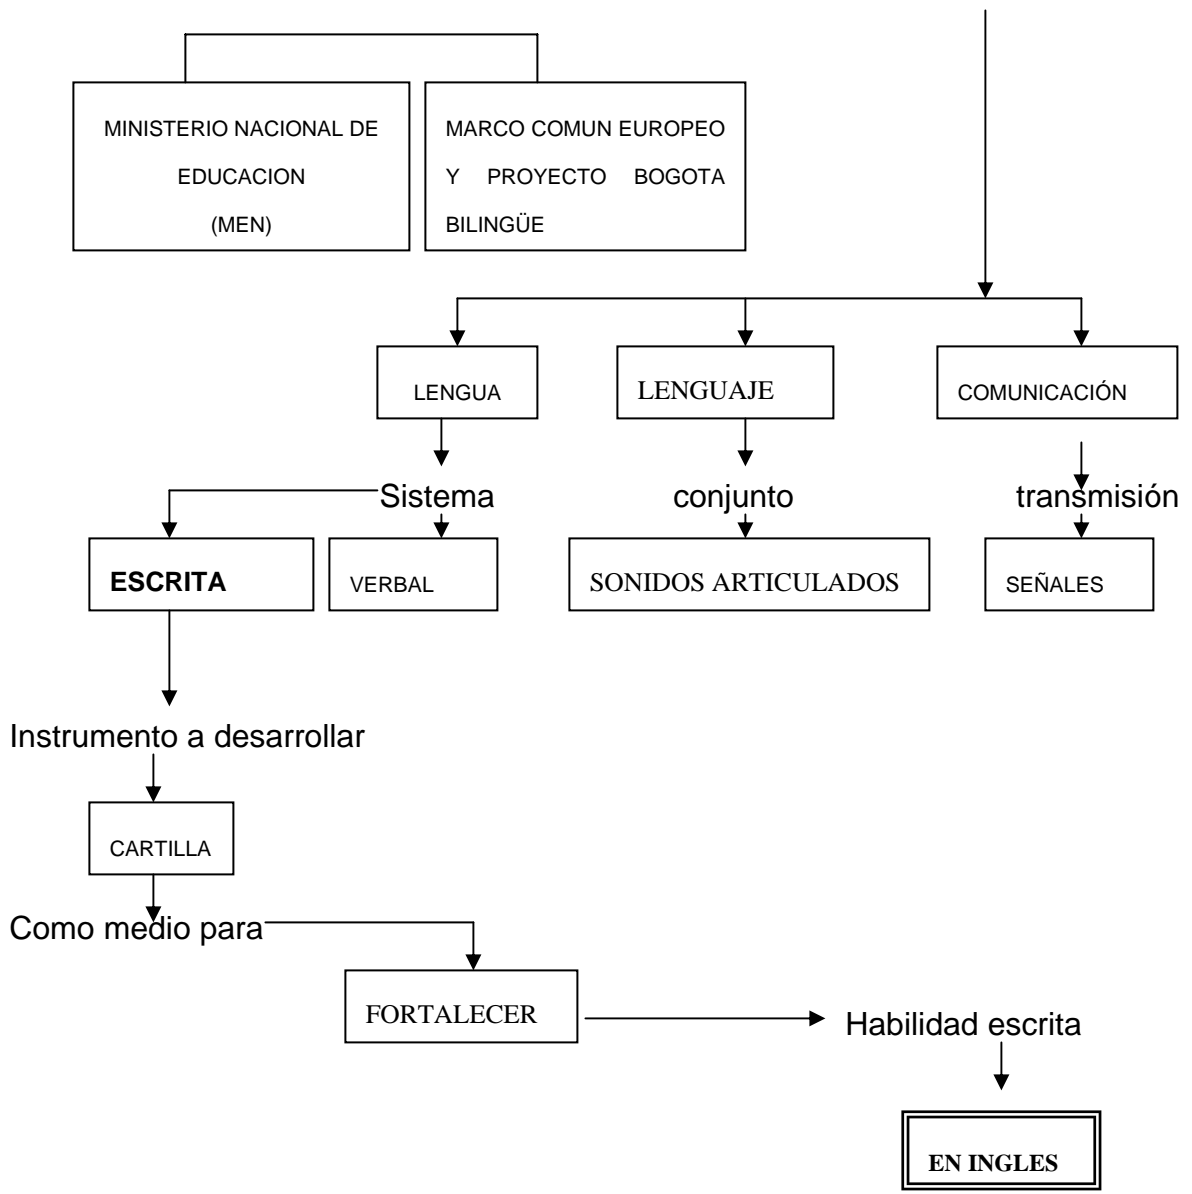 MINISTERIO NACIONAL DE
EDUCACION
(MEN)
MARCO COMUN EUROPEO
Y PROYECTO BOGOTA
BILINGÜE
LENGUA
LENGUAJE
COMUNICACIÓN
Sistema
conjunto
transmisión
ESCRITA
VERBAL
SONIDOS ARTICULADOS
SEÑALES
Instrumento a desarrollar
CARTILLA
Como medio para
FORTALECER
Habilidad escrita
EN INGLES